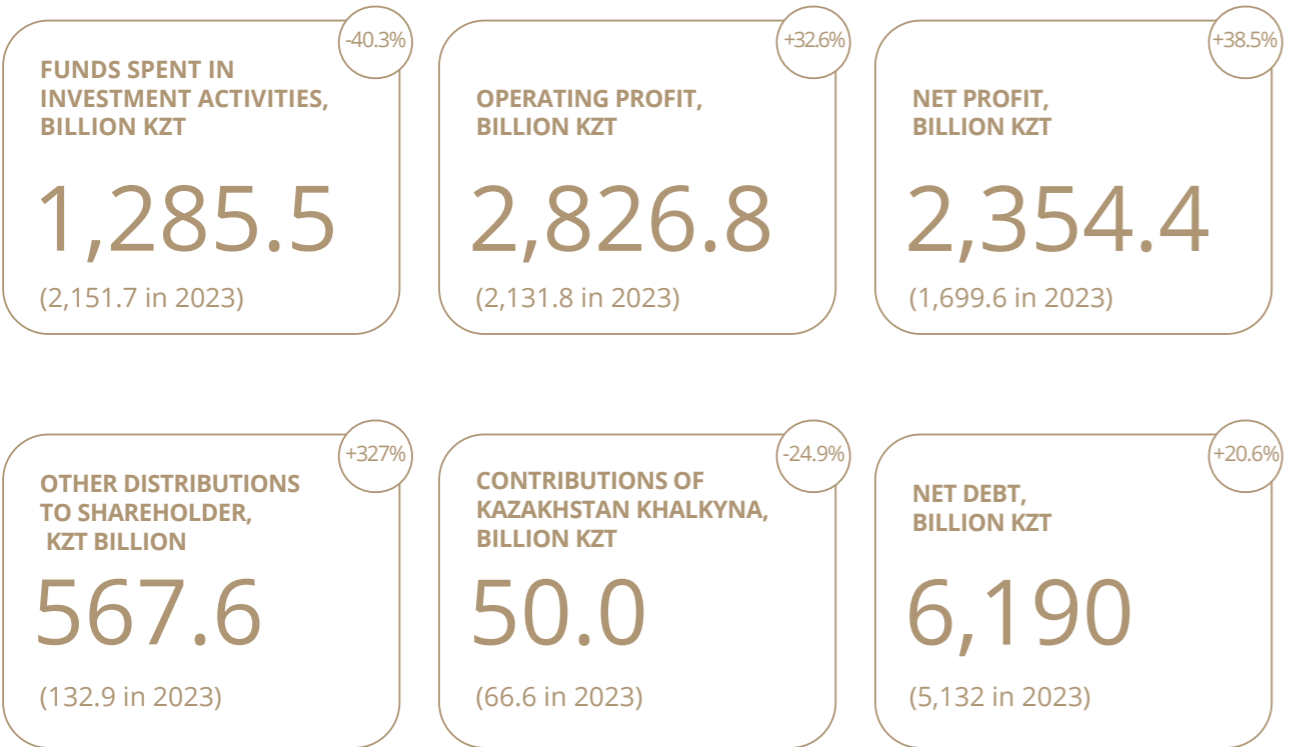 -40.3%
FUNDS SPENT IN
INVESTMENT ACTIVITIES,
BILLION KZT
1,285.5
(2,151.7 in 2023)
+32.6%
OPERATING PROFIT,
BILLION KZT
2,826.8
(2,131.8 in 2023)
+38.5%
NET PROFIT,
BILLION KZT
2,354.4
(1,699.6 in 2023)
+327%
OTHER DISTRIBUTIONS
TO SHAREHOLDER,
KZT BILLION
567.6
(132.9 in 2023)
-24.9%
CONTRIBUTIONS OF
KAZAKHSTAN KHALKYNA,
BILLION KZT
50.0
(66.6 in 2023)
+20.6%
NET DEBT,
BILLION KZT
6,190
(5,132 in 2023)